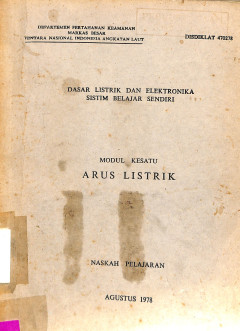 DEPARTEMEN PERTAHANAN KEAMANAN
MARKAS BESAR
TENTARA NASIONAL INDONESIA ANGKATAN LAUT
DISDIKLAT 470278
DASAR LISTRIK DAN ELEKTRONIKA
SISTIM BELAJAR SENDIRI
MODUL KESATU
ARUS LISTRIK
NASKAH PELAJARAN
AGUSTUS 1978